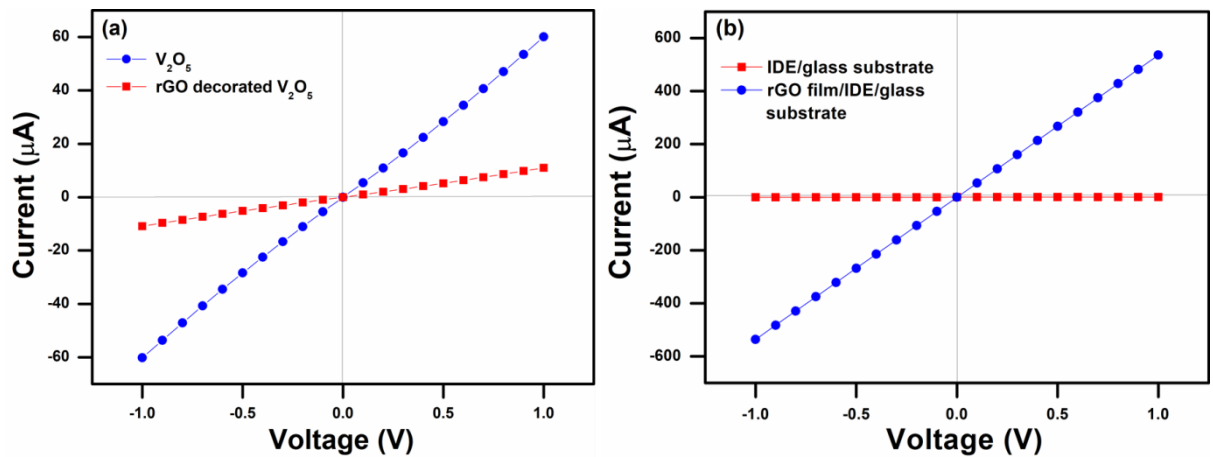 (a)
V₂O₅
rGO decorated V₂O₅
60
40
20
0
-20
-40
-60
Current (μA)
-1.0 -0.5 0.0 0.5 1.0
Voltage (V)
(b)
IDE/glass substrate
rGO film/IDE/glass
substrate
600
400
200
0
-200
-400
-600
Current (μA)
-1.0 -0.5 0.0 0.5 1.0
Voltage (V)